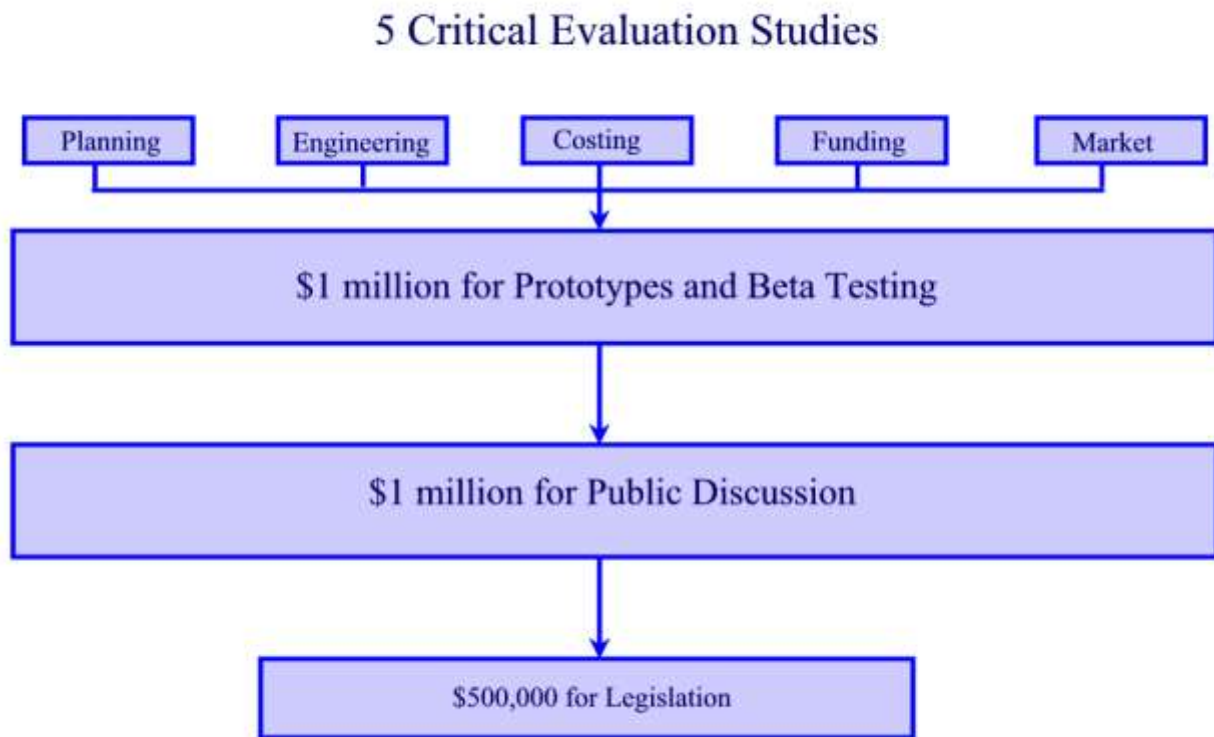 5 Critical Evaluation Studies
Planning
Engineering
Costing
Funding
Market
$1 million for Prototypes and Beta Testing
$1 million for Public Discussion
$500,000 for Legislation